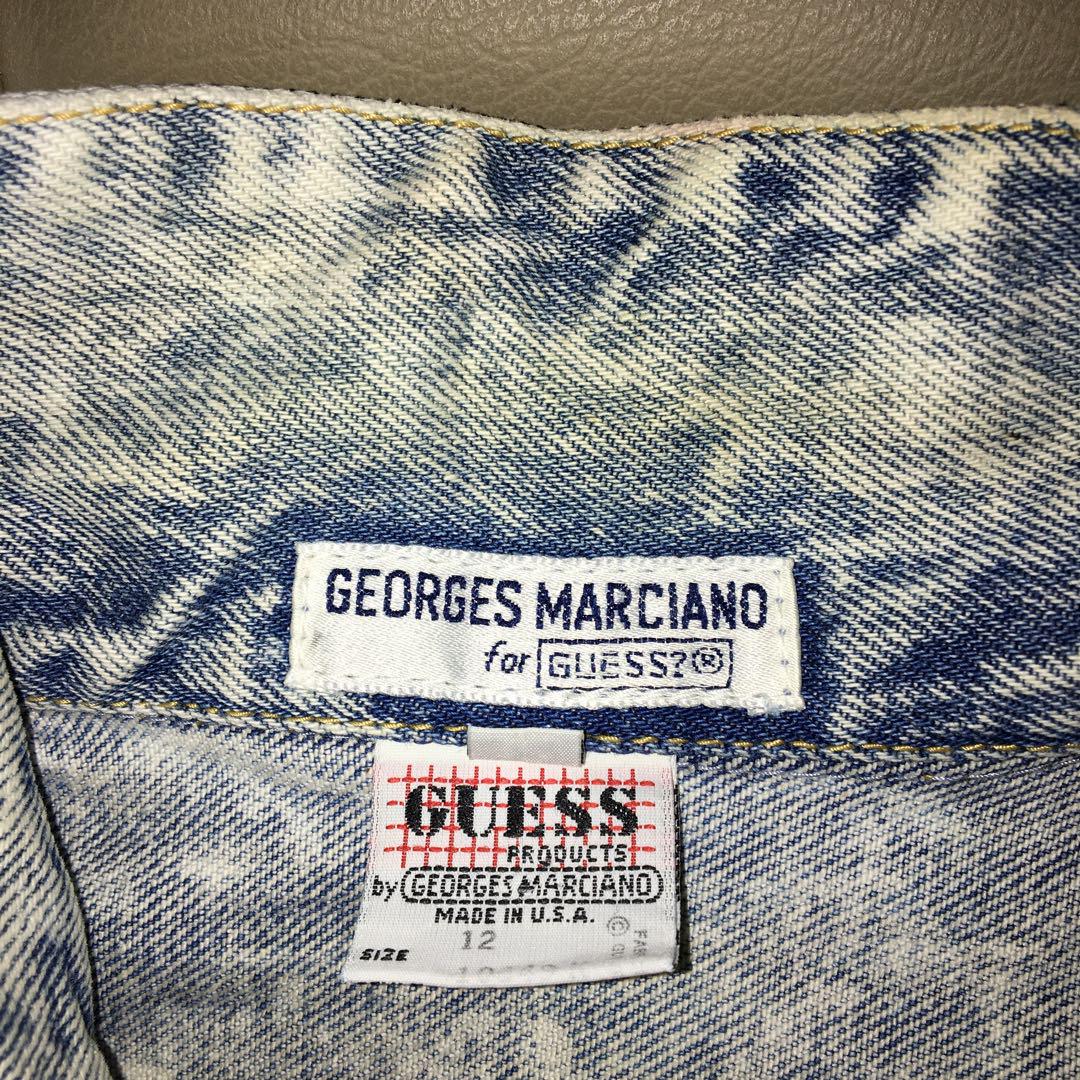 GEORGES MARCIANO
for GUESS?®
GUESS
PRODUCTS
by GEORGES MARCIANO
MADE IN U.S.A.
SIZE 12
©